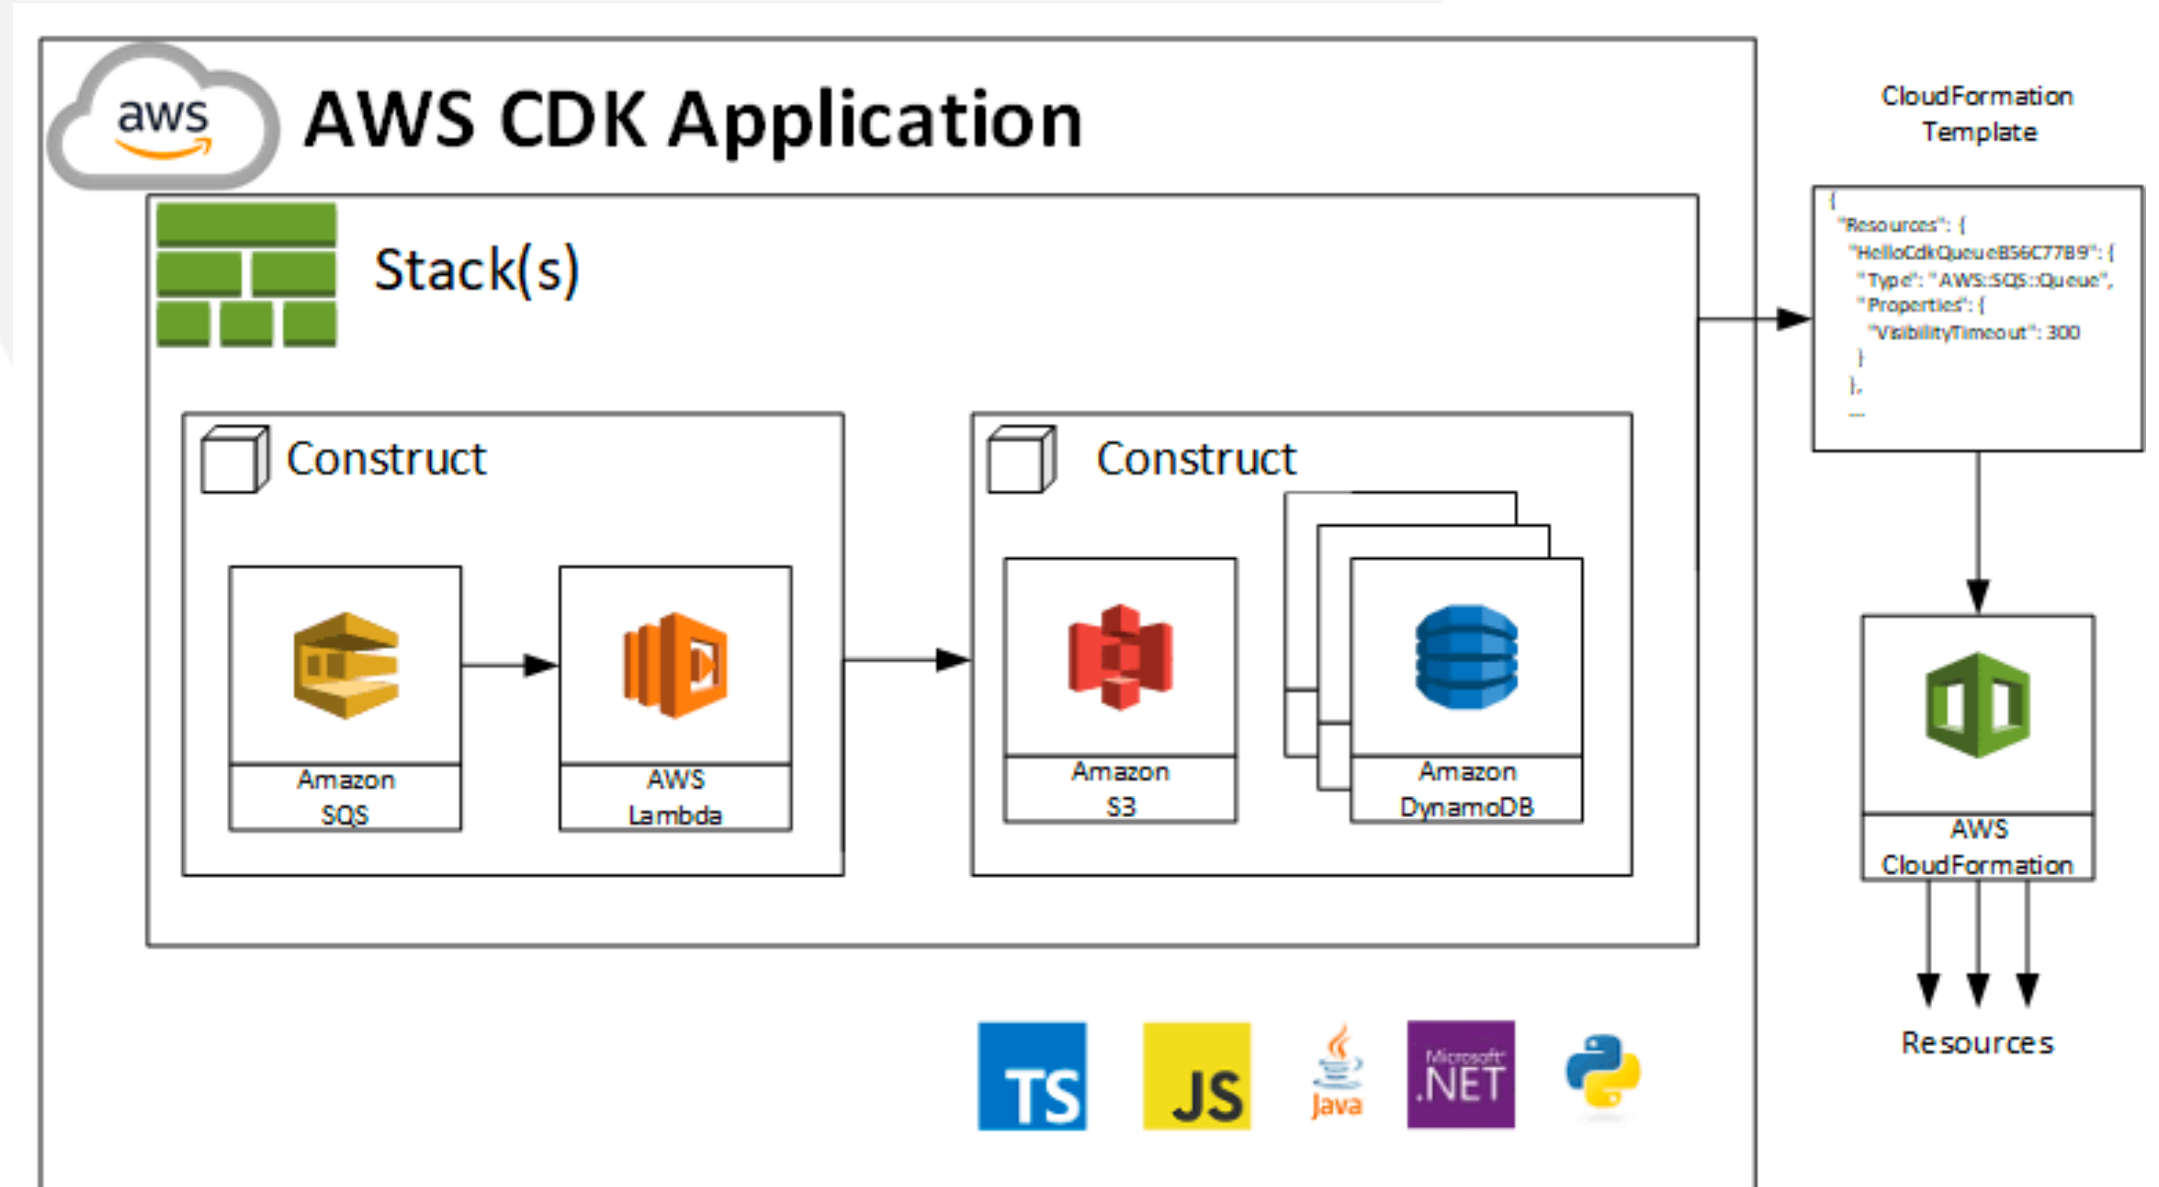 aws
AWS CDK Application
Stack(s)
Construct
Amazon
SQS
AWS
Lambda
Construct
Amazon
S3
Amazon
DynamoDB
TS
JS
Java
Microsoft
.NET
CloudFormation
Template
{
"Resources": {
"HelloCdkQueueB56C77B9": {
"Type": "AWS::SQS::Queue",
"Properties": {
"VisibilityTimeout": 300
}
},
...
AWS
CloudFormation
Resources